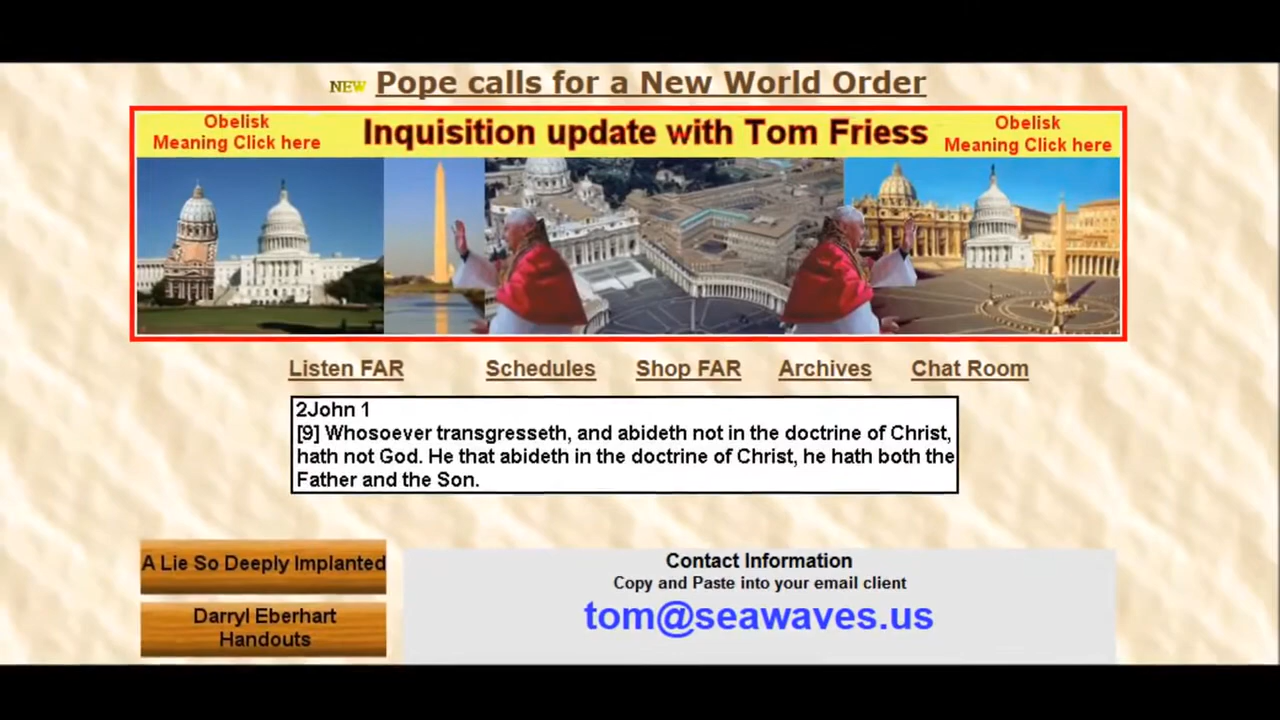 NEW Pope calls for a New World Order
Obelisk
Meaning Click here
Inquisition update with Tom Friess
Obelisk
Meaning Click here
Listen FAR Schedules Shop FAR Archives Chat Room
2John 1
[9] Whosoever transgresseth, and abideth not in the doctrine of Christ,
hath not God. He that abideth in the doctrine of Christ, he hath both the
Father and the Son.
A Lie So Deeply Implanted
Darryl Eberhart
Handouts
Contact Information
Copy and Paste into your email client
tom@seawaves.us